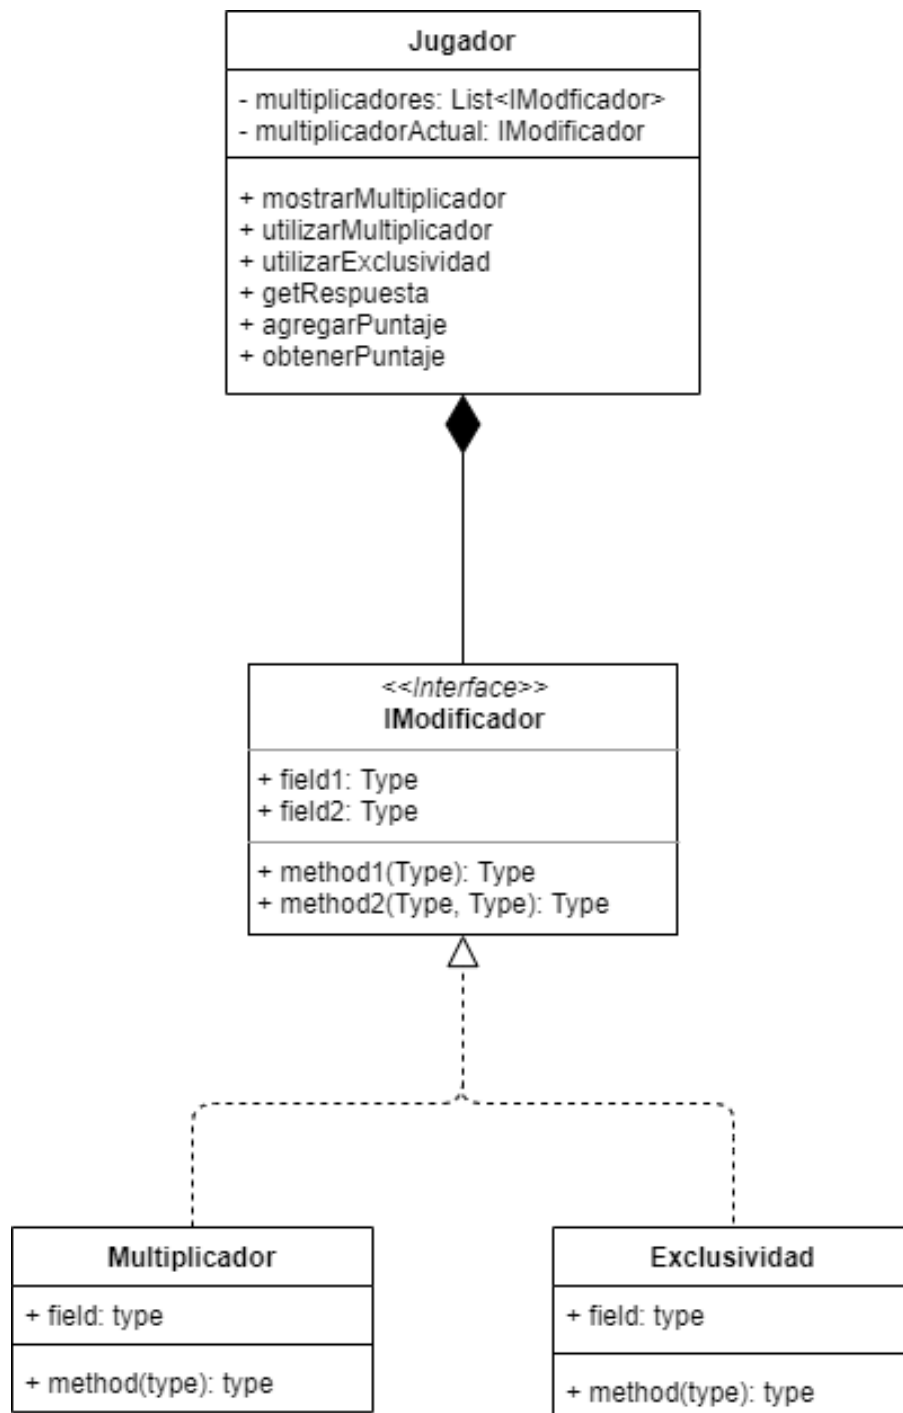 Jugador
- multiplicadores: List<IModficador>
- multiplicadorActual: IModificador
+ mostrarMultiplicador
+ utilizarMultiplicador
+ utilizarExclusividad
+ getRespuesta
+ agregarPuntaje
+ obtenerPuntaje
<<Interface>>
IModificador
+ field1: Type
+ field2: Type
+ method1(Type): Type
+ method2(Type, Type): Type
Multiplicador
+ field: type
+ method(type): type
Exclusividad
+ field: type
+ method(type): type